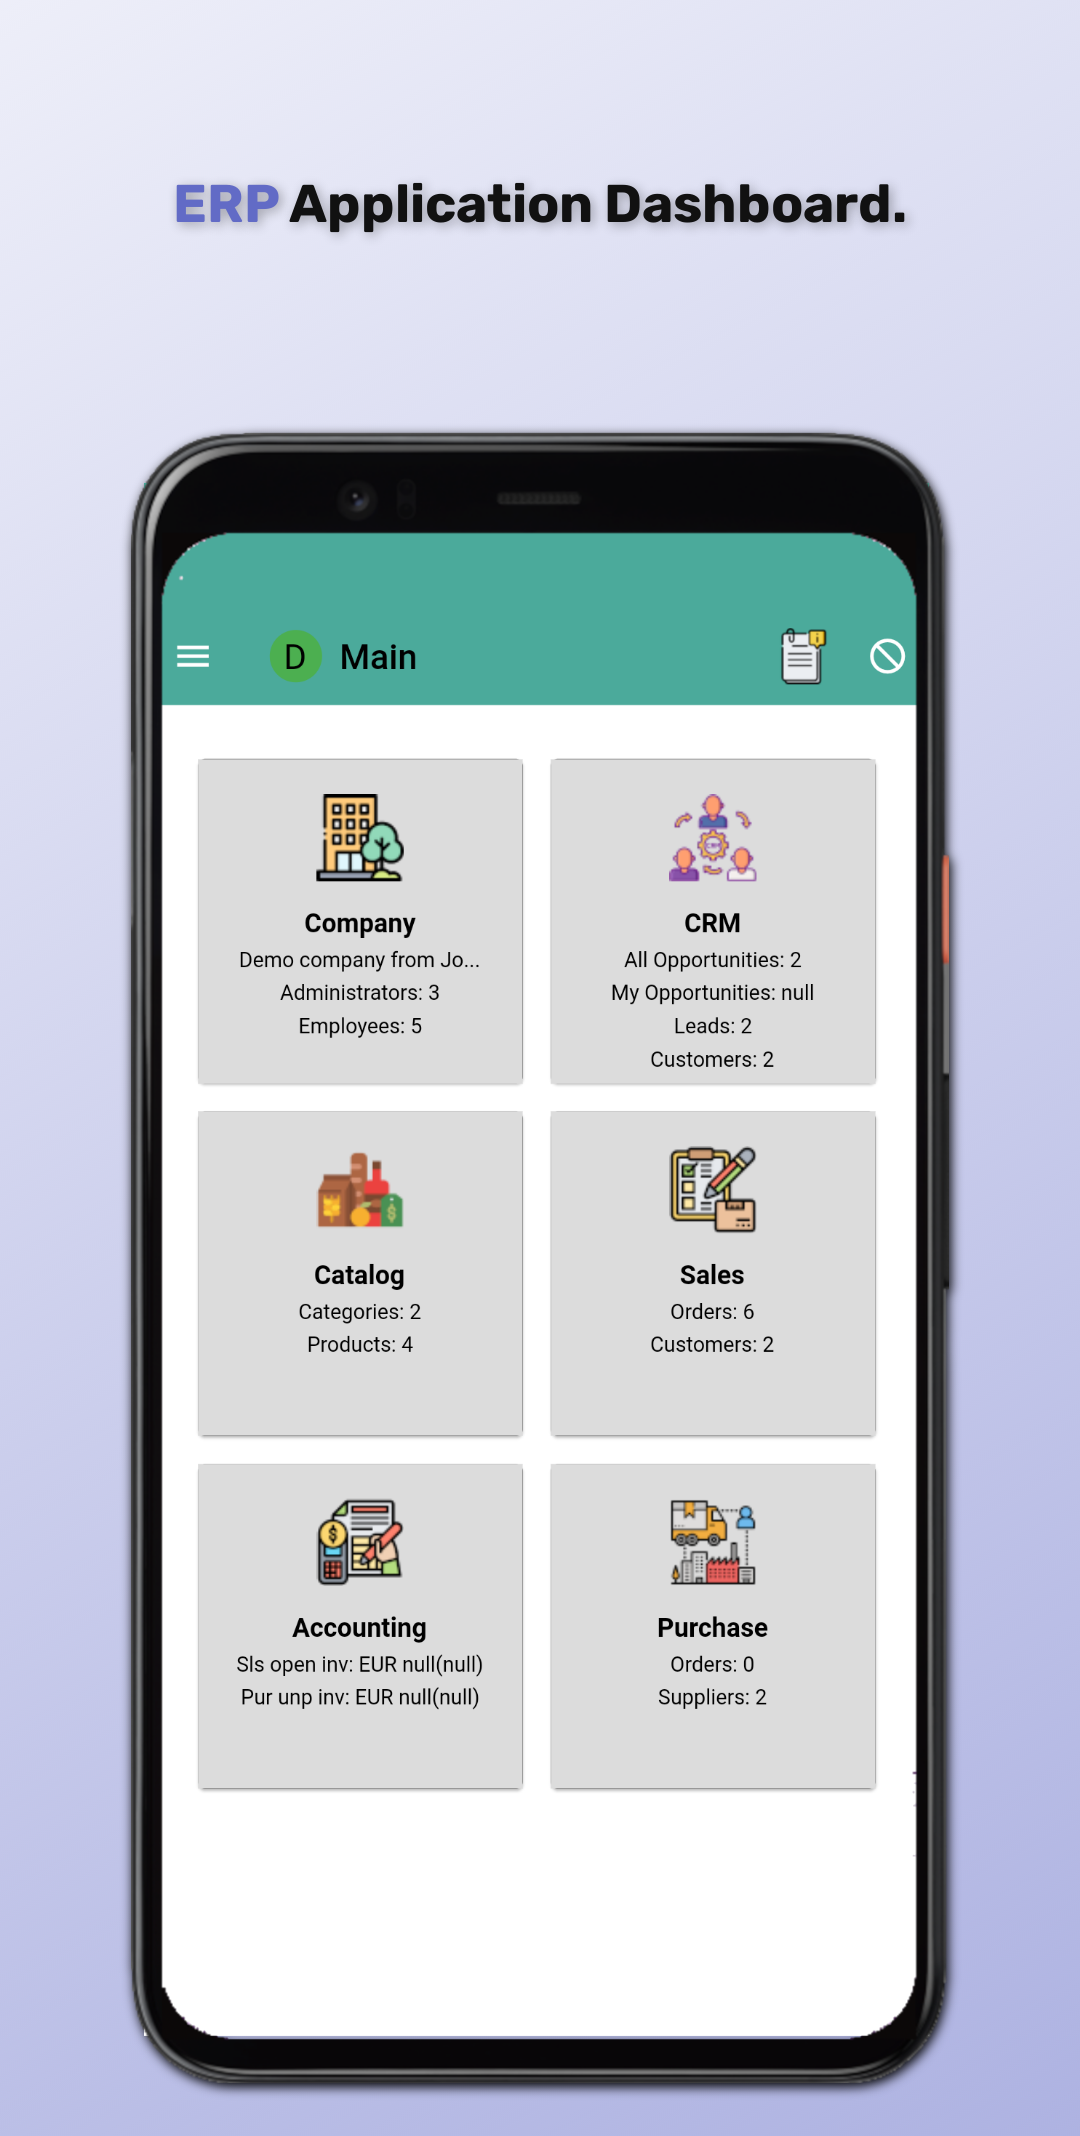 ERP Application Dashboard.
D Main
Company
Demo company from Jo...
Administrators: 3
Employees: 5
CRM
All Opportunities: 2
My Opportunities: null
Leads: 2
Customers: 2
Catalog
Categories: 2
Products: 4
Sales
Orders: 6
Customers: 2
Accounting
Sls open inv: EUR null(null)
Pur unp inv: EUR null(null)
Purchase
Orders: 0
Suppliers: 2